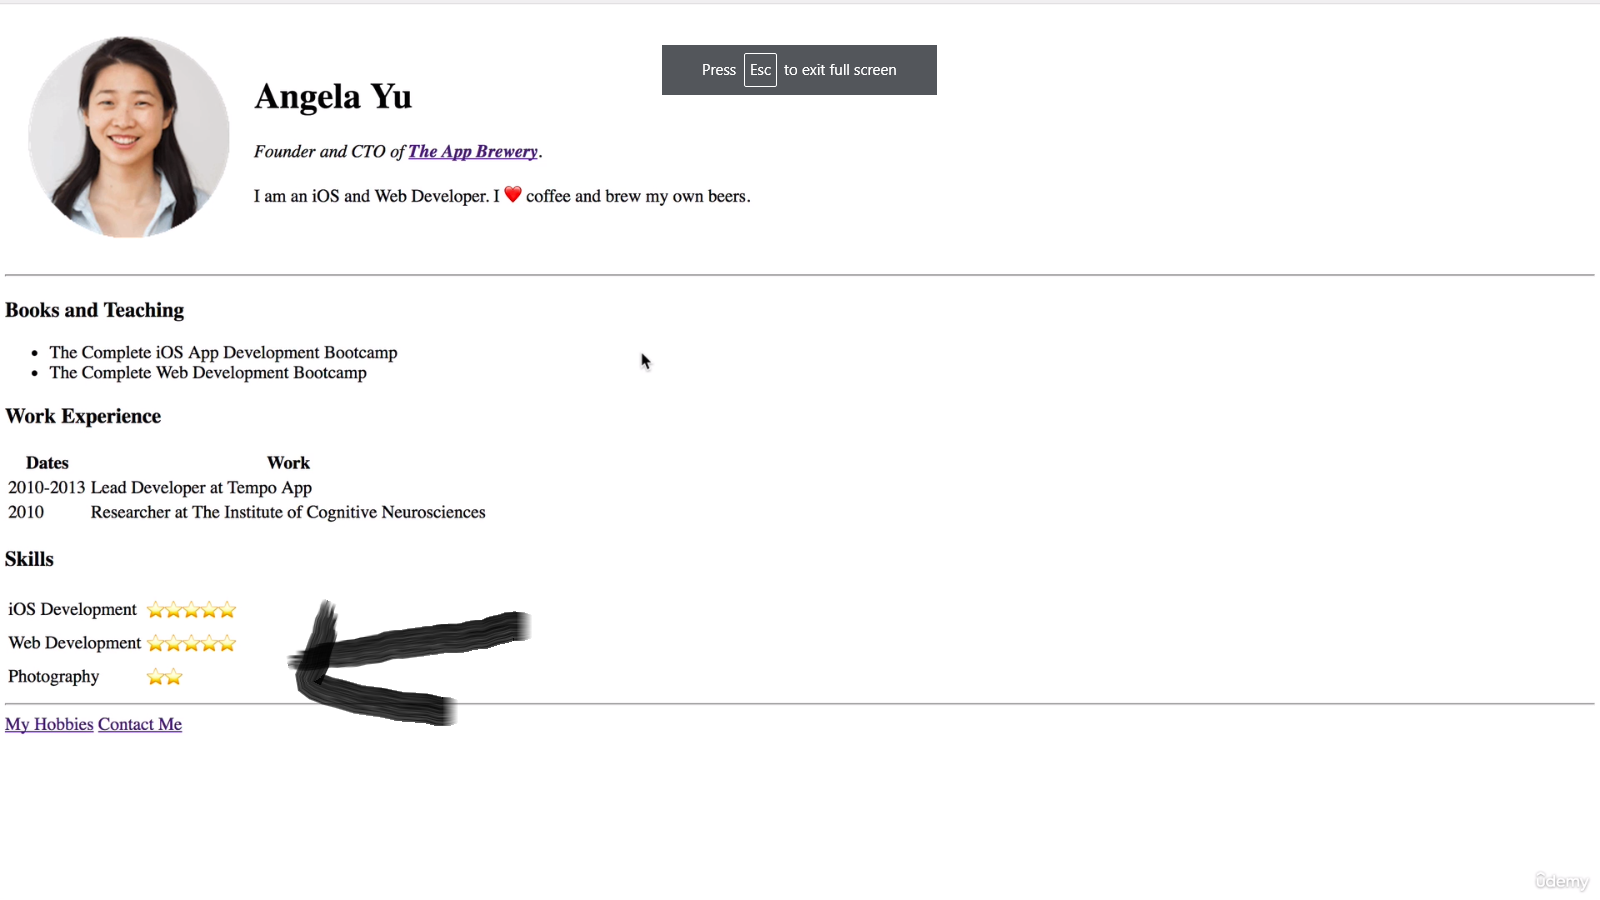 Press Esc to exit full screen
Angela Yu
Founder and CTO of The App Brewery.
I am an iOS and Web Developer. I ❤️ coffee and brew my own beers.
Books and Teaching
• The Complete iOS App Development Bootcamp
• The Complete Web Development Bootcamp
Work Experience
Dates Work
2010-2013 Lead Developer at Tempo App
2010 Researcher at The Institute of Cognitive Neurosciences
Skills
iOS Development ⭐⭐⭐⭐⭐
Web Development ⭐⭐⭐⭐⭐
Photography ⭐⭐
My Hobbies Contact Me
ûdemy